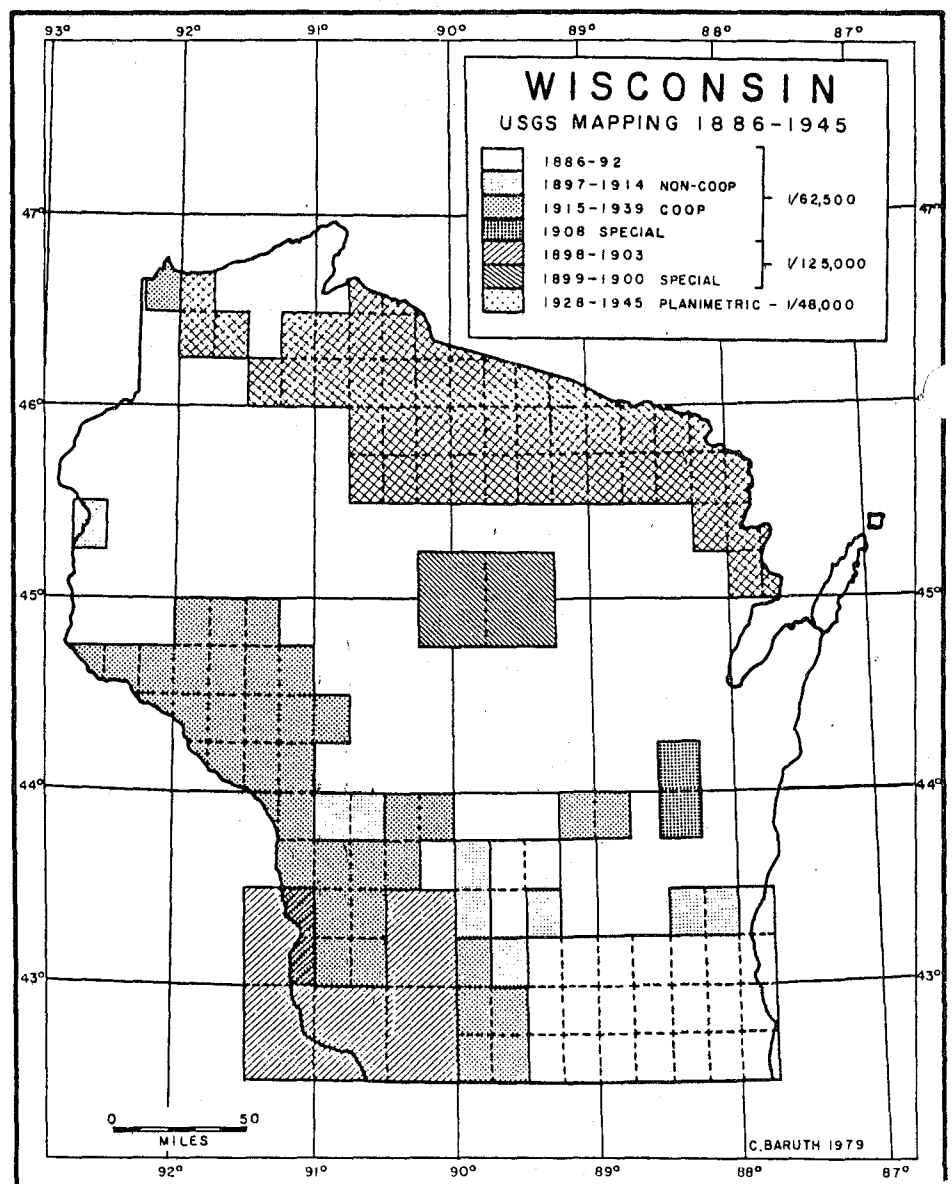 93° 92° 91° 90° 89° 88° 87°
WISCONSIN
USGS MAPPING 1886-1945
1886-92
1897-1914 NON-COOP
1915-1939 COOP
1/62,500
1908 SPECIAL
1898-1903
1899-1900 SPECIAL
1/125,000
1928-1945 PLANIMETRIC - 1/48,000
47° 47°
46° 46°
45° 45°
44° 44°
43° 43°
0 50
MILES
C. BARUTH 1979
92° 91° 90° 89° 88° 87°